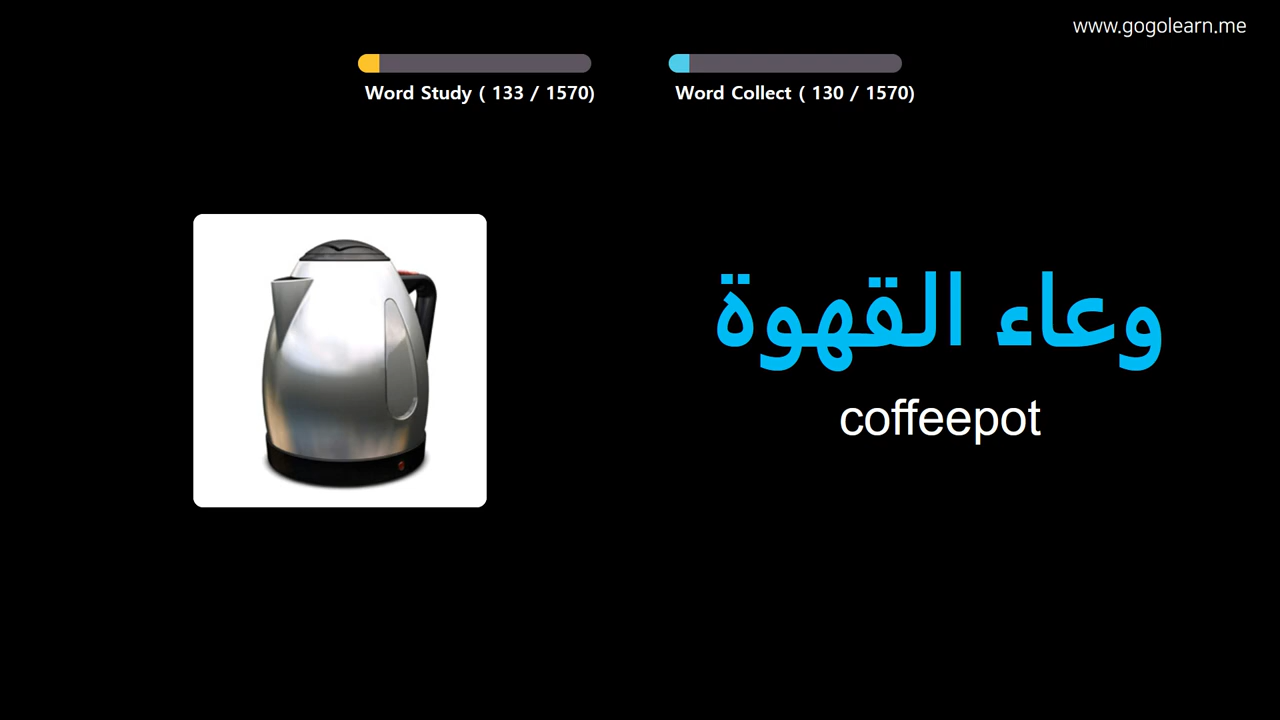 www.gogolearn.me
Word Study ( 133 / 1570)
Word Collect ( 130 / 1570)
وعاء القهوة
coffeepot